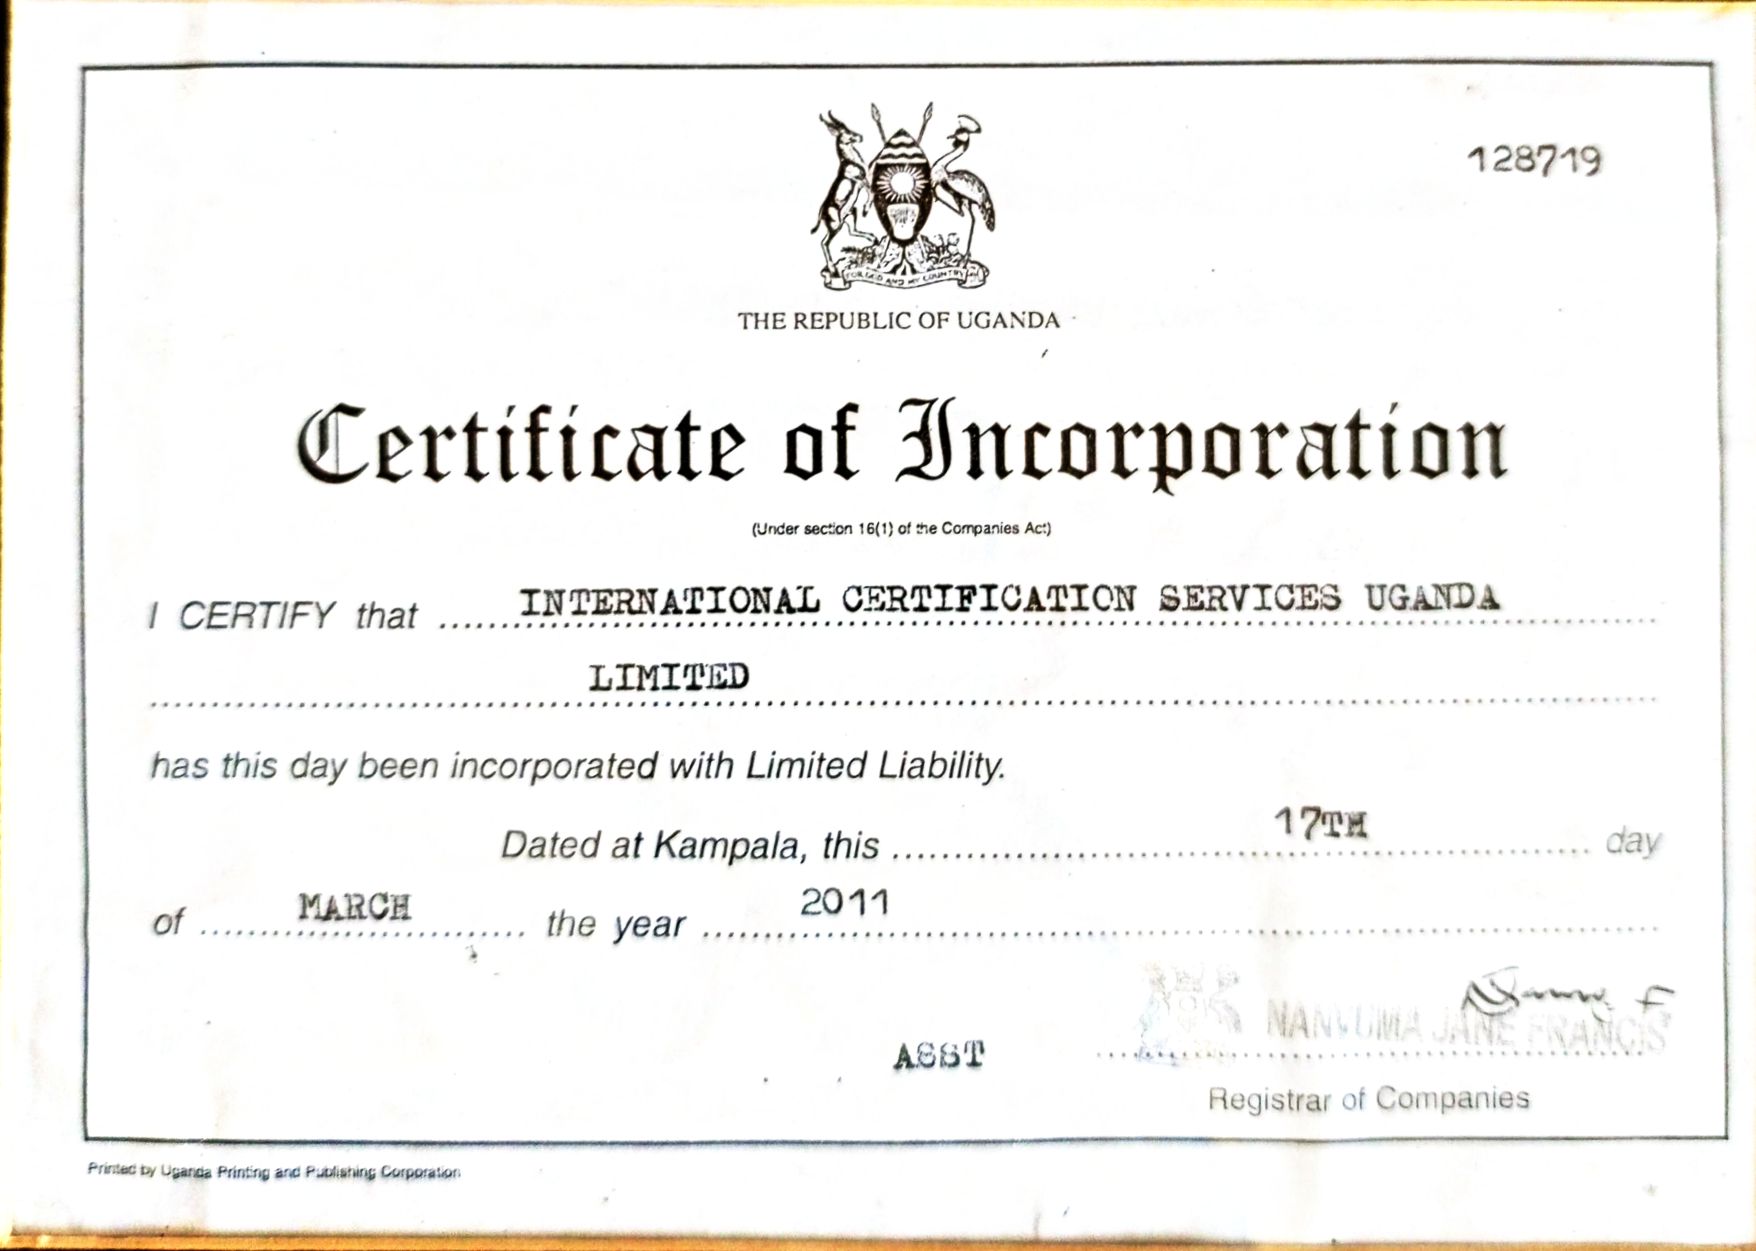 128719
FOR GOD AND MY COUNTRY
THE REPUBLIC OF UGANDA
Certificate of Incorporation
(Under section 16(1) of the Companies Act)
I CERTIFY that INTERNATIONAL CERTIFICATION SERVICES UGANDA
LIMITED
has this day been incorporated with Limited Liability.
Dated at Kampala, this 17TH day
of MARCH the year 2011
JANE FRANCIS
ASST
Registrar of Companies
Printed by Uganda Printing and Publishing Corporation